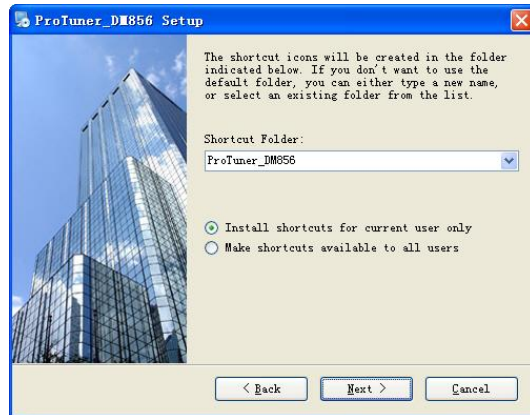 ProTuner_DM856 Setup
The shortcut icons will be created in the folder
indicated below. If you don't want to use the
default folder, you can either type a new name,
or select an existing folder from the list.
Shortcut Folder:
ProTuner_DM856
Install shortcuts for current user only
Make shortcuts available to all users
< Back
Next >
Cancel